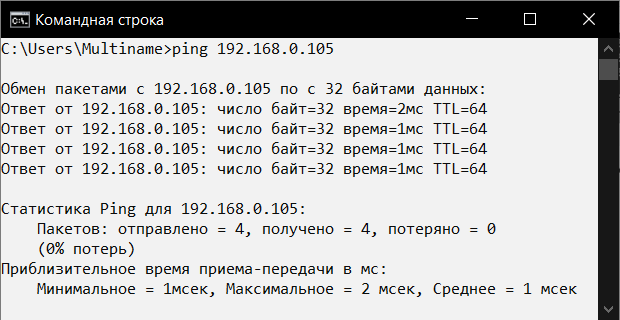 Командная строка
C:\Users\Multiname>ping 192.168.0.105
Обмен пакетами с 192.168.0.105 по с 32 байтами данных:
Ответ от 192.168.0.105: число байт=32 время=2мс TTL=64
Ответ от 192.168.0.105: число байт=32 время=1мс TTL=64
Ответ от 192.168.0.105: число байт=32 время=1мс TTL=64
Ответ от 192.168.0.105: число байт=32 время=1мс TTL=64
Статистика Ping для 192.168.0.105:
Пакетов: отправлено = 4, получено = 4, потеряно = 0
(0% потерь)
Приблизительное время приема-передачи в мс:
Минимальное = 1мсек, Максимальное = 2 мсек, Среднее = 1 мсек